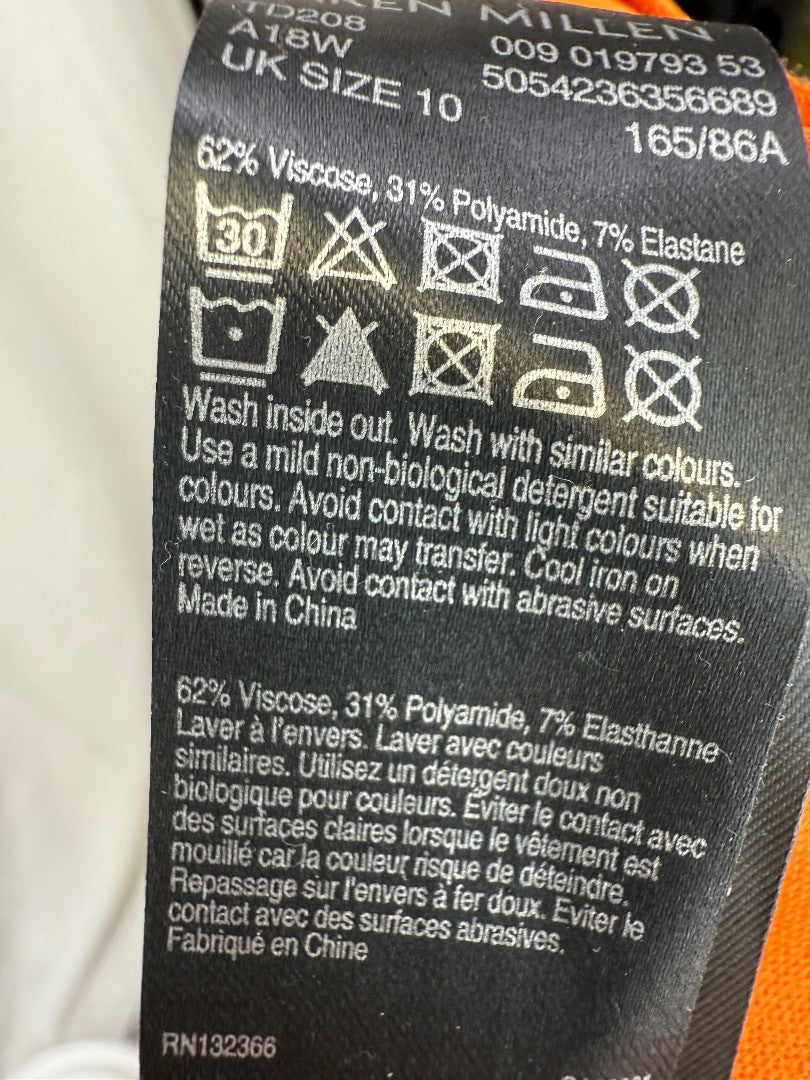 KAREN MILLEN
TD208
009 019793 53
A18W
5054236356689
UK SIZE 10
165/86A
62% Viscose, 31% Polyamide, 7% Elastane
30
Wash inside out. Wash with similar colours.
Use a mild non-biological detergent suitable for
colours. Avoid contact with light colours when
wet as colour may transfer. Cool iron on
reverse. Avoid contact with abrasive surfaces.
Made in China
62% Viscose, 31% Polyamide, 7% Elasthanne
Laver à l'envers. Laver avec couleurs
similaires. Utilisez un détergent doux non
biologique pour couleurs. Éviter le contact avec
des surfaces claires lorsque le vêtement est
mouillé car la couleur risque de déteindre.
Repassage sur l'envers à fer doux. Eviter le
contact avec des surfaces abrasives.
Fabriqué en Chine
RN132366